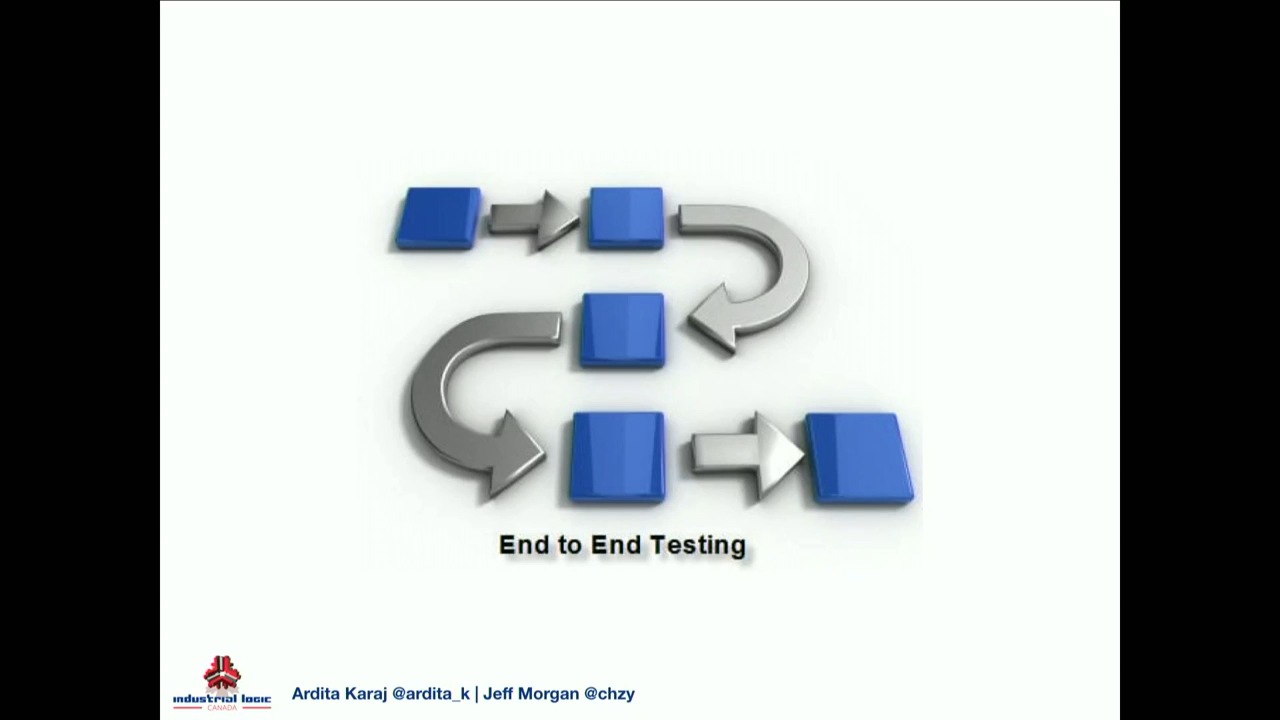 End to End Testing
industrial logic
CANADA
Ardita Karaj @ardita_k | Jeff Morgan @chzy